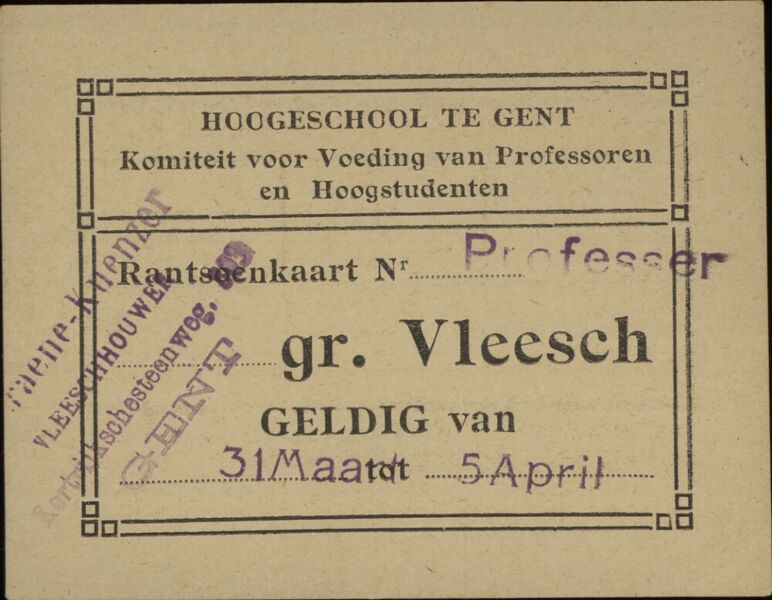 HOOGESCHOOL TE GENT
Komiteit voor Voeding van Professoren
en Hoogstudenten
Rantsoenkaart Nr Professer
gr. Vleesch
GELDIG van
31 Maart tot 5 April
VLEESCHHOUWER
Kortrijkschesteenweg.
GENT